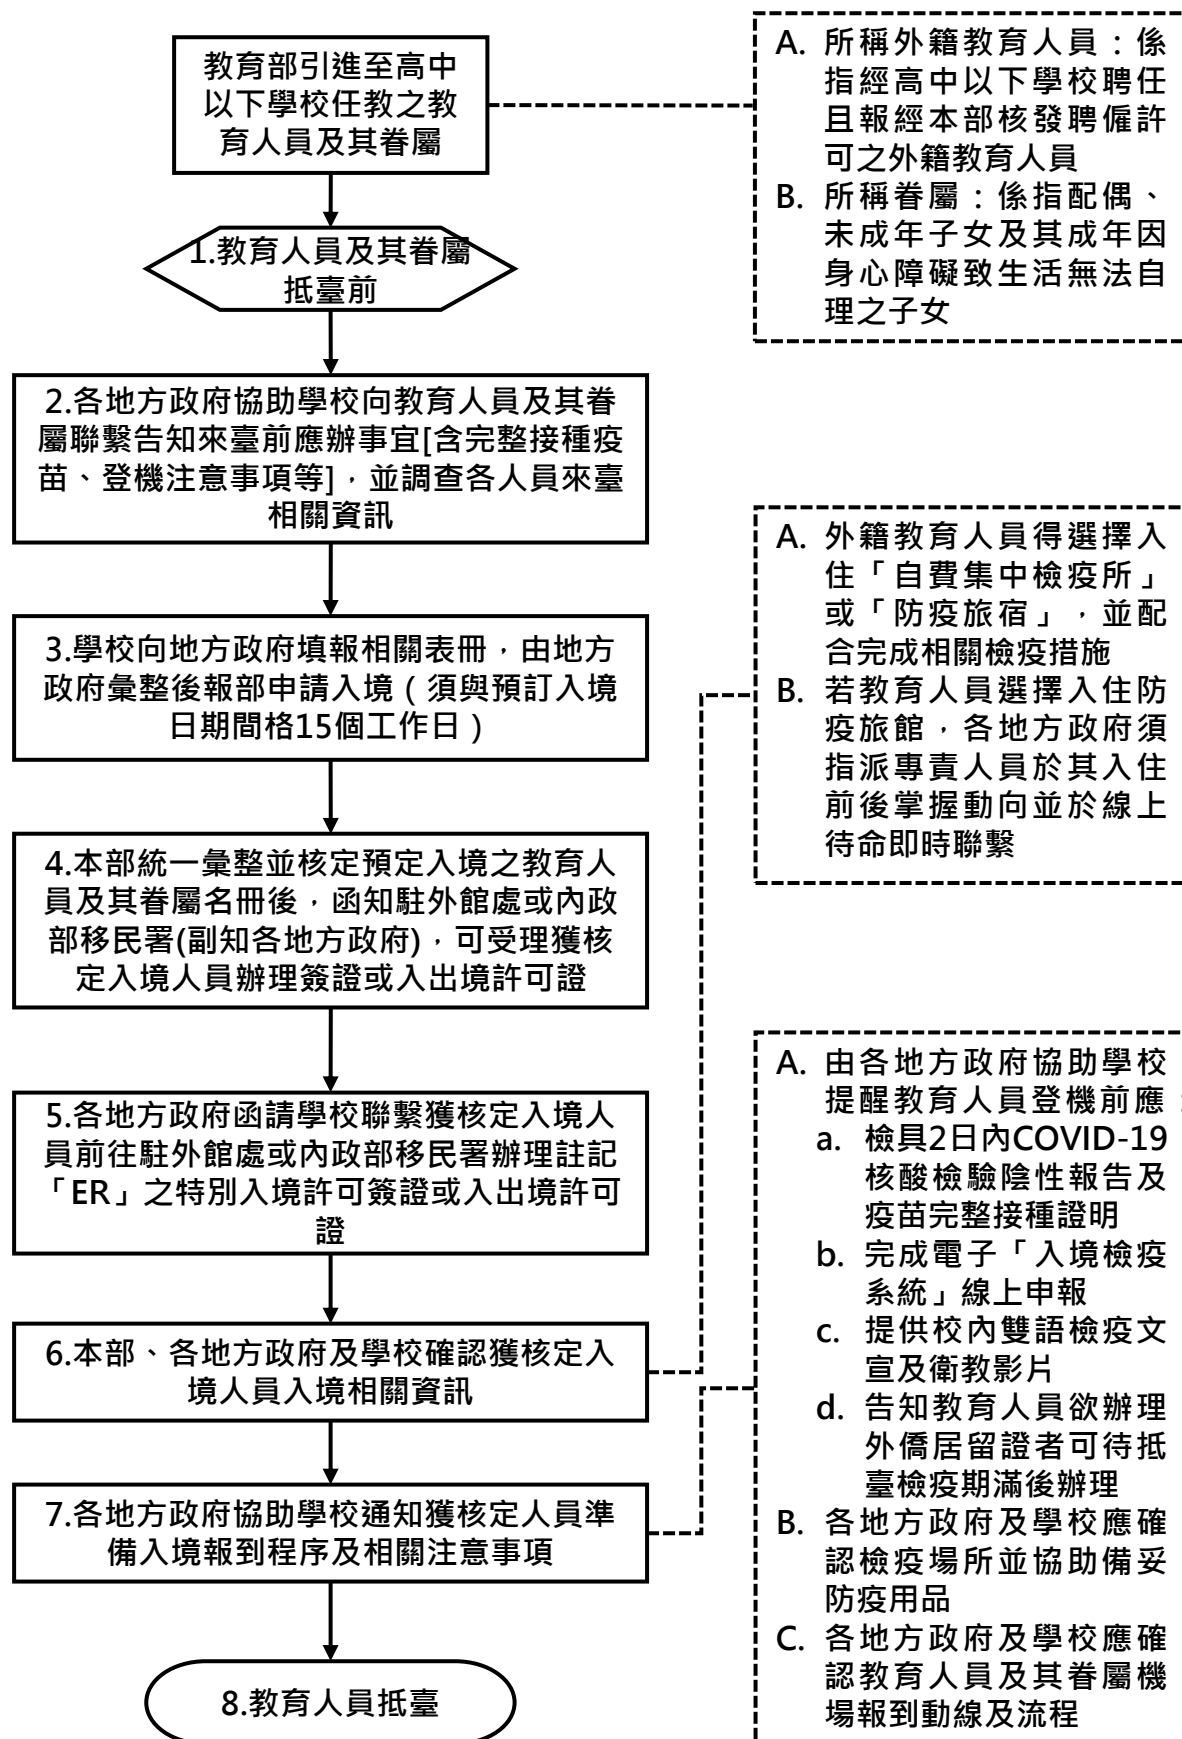 教育部引進至高中
以下學校任教之教
育人員及其眷屬
1.教育人員及其眷屬
抵臺前
2.各地方政府協助學校向教育人員及其眷
屬聯繫告知來臺前應辦事宜[含完整接種疫
苗、登機注意事項等]，並調查各人員來臺
相關資訊
3.學校向地方政府填報相關表冊，由地方
政府彙整後報部申請入境（須與預訂入境
日期間格15個工作日）
4.本部統一彙整並核定預定入境之教育人
員及其眷屬名冊後，函知駐外館處或內政
部移民署(副知各地方政府)，可受理獲核
定入境人員辦理簽證或入出境許可證
5.各地方政府函請學校聯繫獲核定入境人
員前往駐外館處或內政部移民署辦理註記
「ER」之特別入境許可簽證或入出境許可
證
6.本部、各地方政府及學校確認獲核定入
境人員入境相關資訊
7.各地方政府協助學校通知獲核定人員準
備入境報到程序及相關注意事項
8.教育人員抵臺
A. 所稱外籍教育人員：係
指經高中以下學校聘任
且報經本部核發聘僱許
可之外籍教育人員
B. 所稱眷屬：係指配偶、
未成年子女及其成年因
身心障礙致生活無法自
理之子女
A. 外籍教育人員得選擇入
住「自費集中檢疫所」
或「防疫旅宿」，並配
合完成相關檢疫措施
B. 若教育人員選擇入住防
疫旅館，各地方政府須
指派專責人員於其入住
前後掌握動向並於線上
待命即時聯繫
A. 由各地方政府協助學校
提醒教育人員登機前應：
a. 檢具2日內COVID-19
核酸檢驗陰性報告及
疫苗完整接種證明
b. 完成電子「入境檢疫
系統」線上申報
c. 提供校內雙語檢疫文
宣及衛教影片
d. 告知教育人員欲辦理
外僑居留證者可待抵
臺檢疫期滿後辦理
B. 各地方政府及學校應確
認檢疫場所並協助備妥
防疫用品
C. 各地方政府及學校應確
認教育人員及其眷屬機
場報到動線及流程